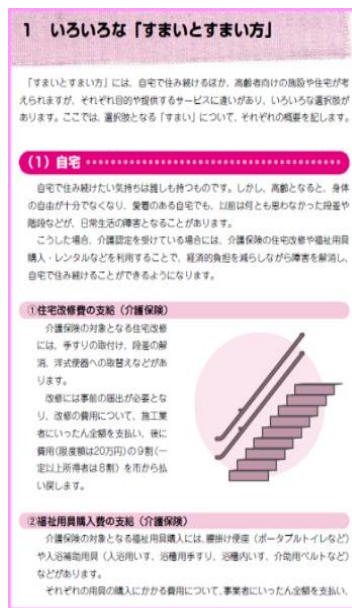 1　いろいろな「すまいとすまい方」
「すまいとすまい方」には、自宅で住み続けるほか、高齢者向けの施設や住宅が考
えられますが、それぞれ目的や提供するサービスに違いがあり、いろいろな選択肢が
あります。ここでは、選択肢となる「すまい」について、それぞれの概要を記します。
(1) 自宅
自宅で住み続けたい気持ちは誰しも持つものです。しかし、高齢となると、身体
の自由が十分でなくなり、愛着のある自宅でも、以前は何とも思わなかった段差や
階段などが、日常生活の障害となることがあります。
こうした場合、介護認定を受けている場合には、介護保険の住宅改修や福祉用具
購入・レンタルなどを利用することで、経済的負担を減らしながら障害を解消し、
自宅で住み続けることができるようになります。
①住宅改修費の支給（介護保険）
介護保険の対象となる住宅改修
には、手すりの取付け、段差の解
消、洋式便器への取替えなどがあ
ります。
改修には事前の届出が必要とな
り、改修の費用について、施工業
者にいったん全額を支払い、後に
費用(限度額は20万円)の9割(一
定以上所得者は8割）を市から払
い戻します。
②福祉用具購入費の支給（介護保険）
介護保険の対象となる福祉用具購入には、腰掛け便座（ポータブルトイレなど）
や入浴補助用具（入浴用いす、浴槽用手すり、浴槽内いす、介助用ベルトなど）
などがあります。
それぞれの用具の購入にかかる費用について、事業者にいったん全額を支払い、